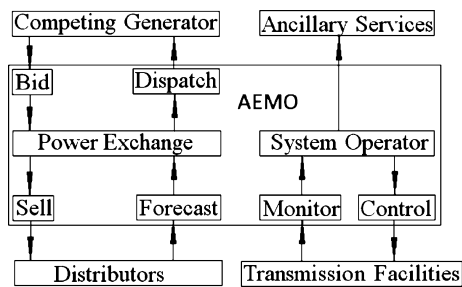 Competing Generator
Ancillary Services
Bid
Dispatch
AEMO
Power Exchange
System Operator
Sell
Forecast
Monitor
Control
Distributors
Transmission Facilities